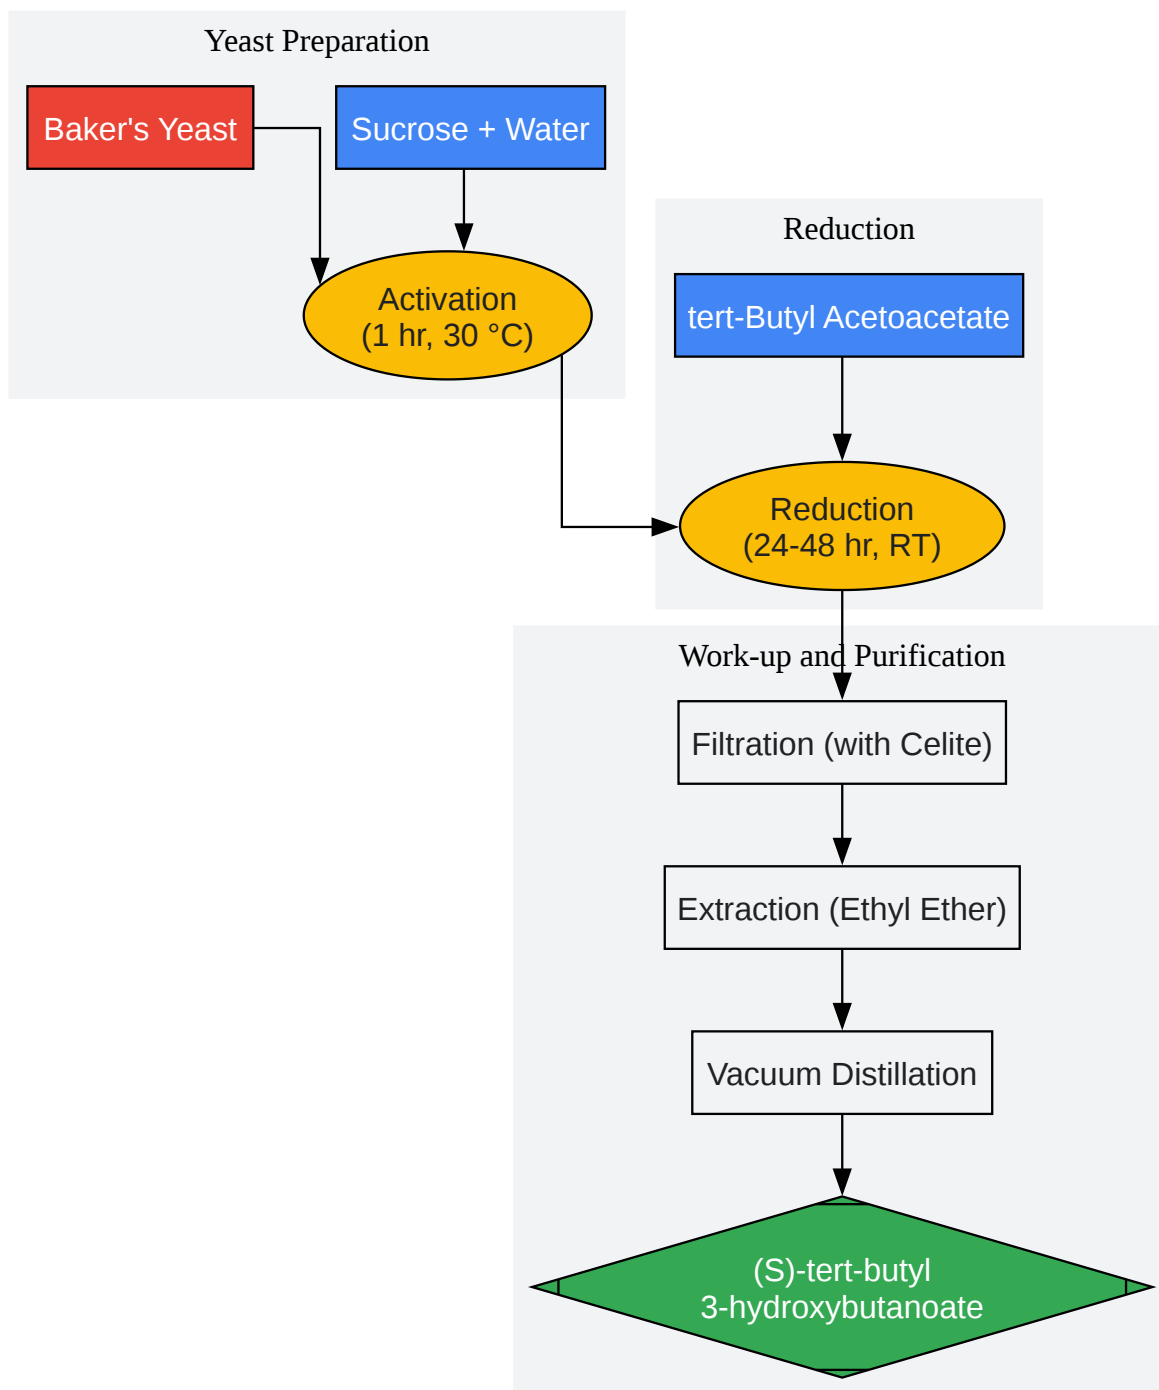 Yeast Preparation
Baker's Yeast
Sucrose + Water
Activation
(1 hr, 30 °C)
Reduction
tert-Butyl Acetoacetate
Reduction
(24-48 hr, RT)
Work-up and Purification
Filtration (with Celite)
Extraction (Ethyl Ether)
Vacuum Distillation
(S)-tert-butyl
3-hydroxybutanoate